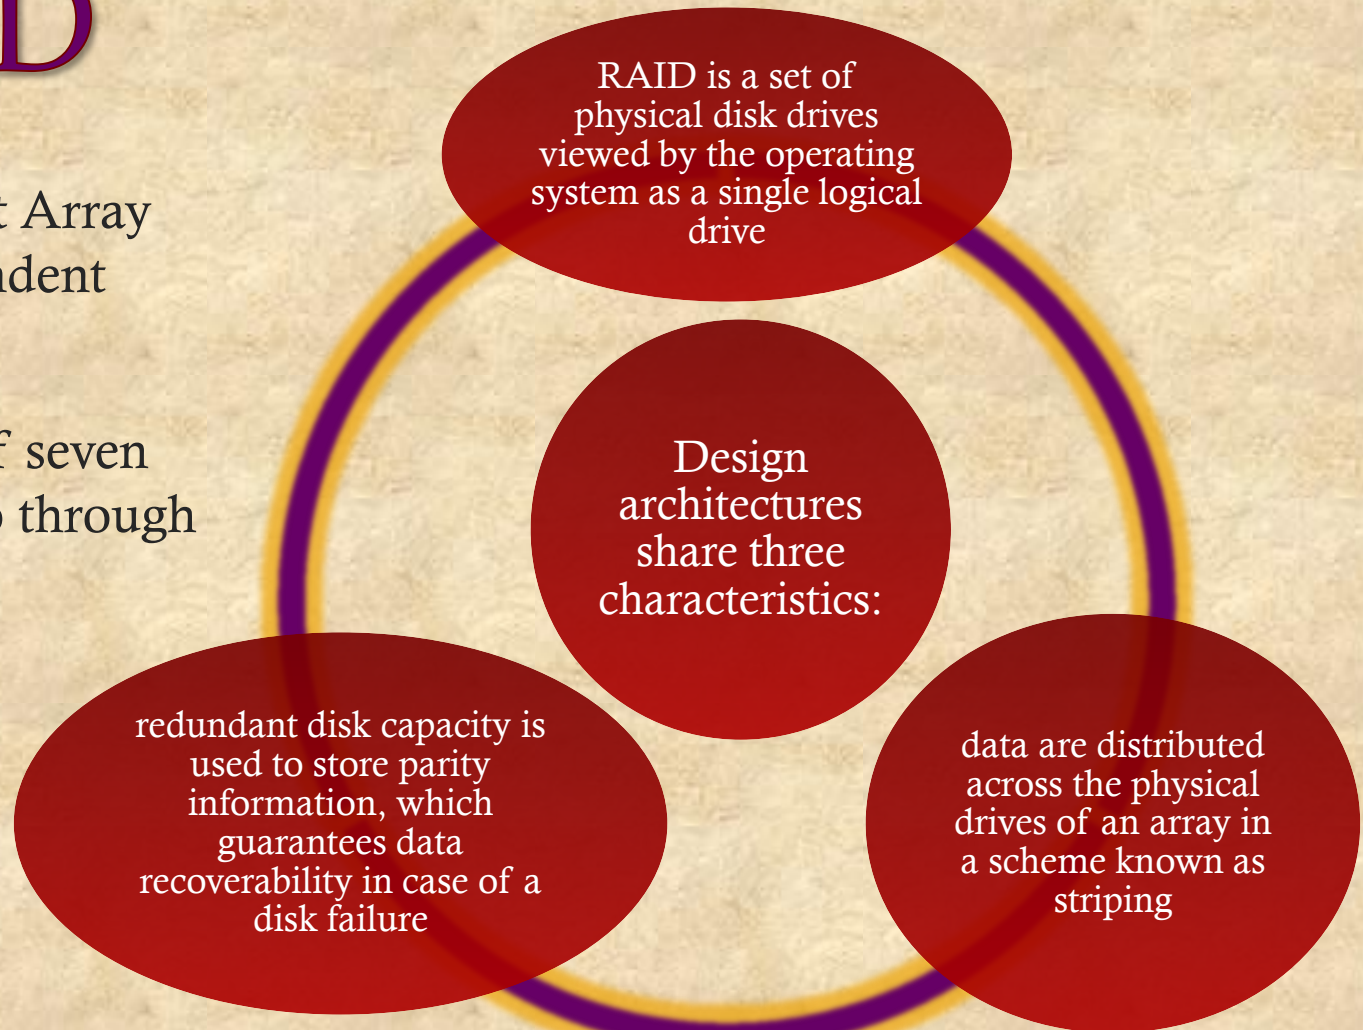 D
t Array
ndent
f seven
o through
RAID is a set of
physical disk drives
viewed by the operating
system as a single logical
drive
Design
architectures
share three
characteristics:
redundant disk capacity is
used to store parity
information, which
guarantees data
recoverability in case of a
disk failure
data are distributed
across the physical
drives of an array in
a scheme known as
striping